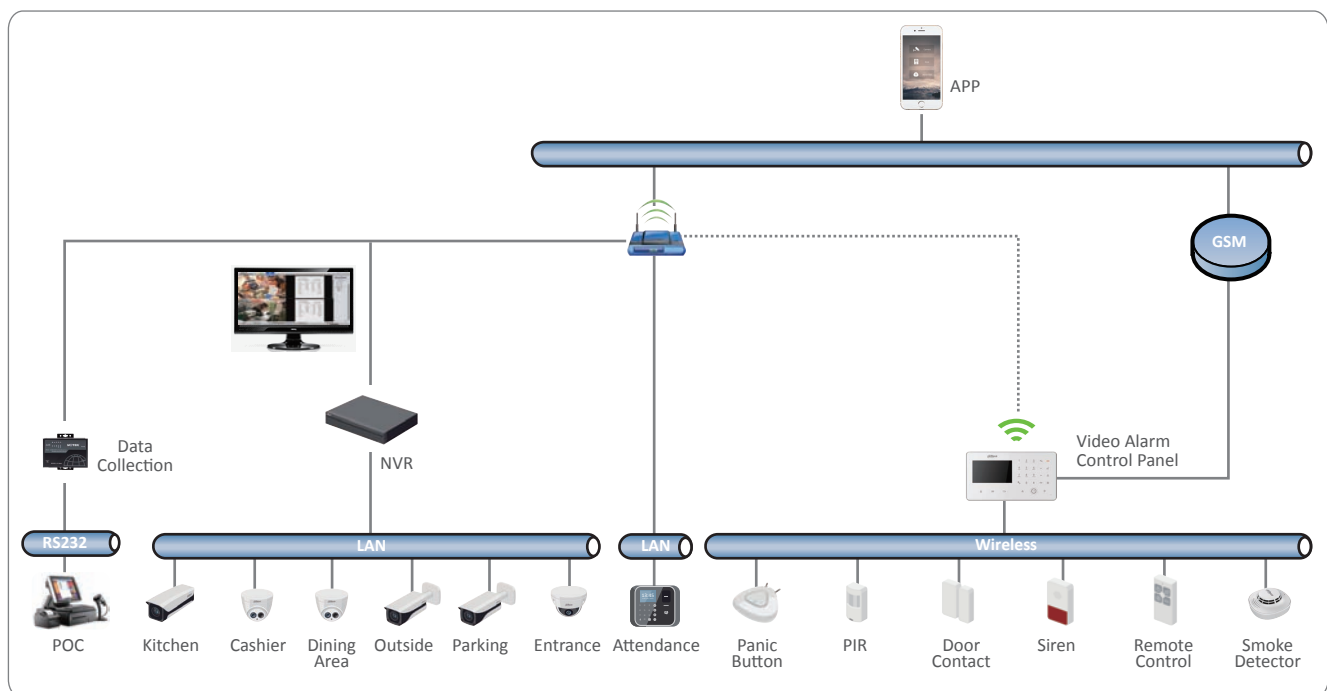 APP
GSM
Data
Collection
NVR
Video Alarm
Control Panel
RS232
LAN
LAN
Wireless
POC
Kitchen
Cashier
Dining
Area
Outside
Parking
Entrance
Attendance
Panic
Button
PIR
Door
Contact
Siren
Remote
Control
Smoke
Detector